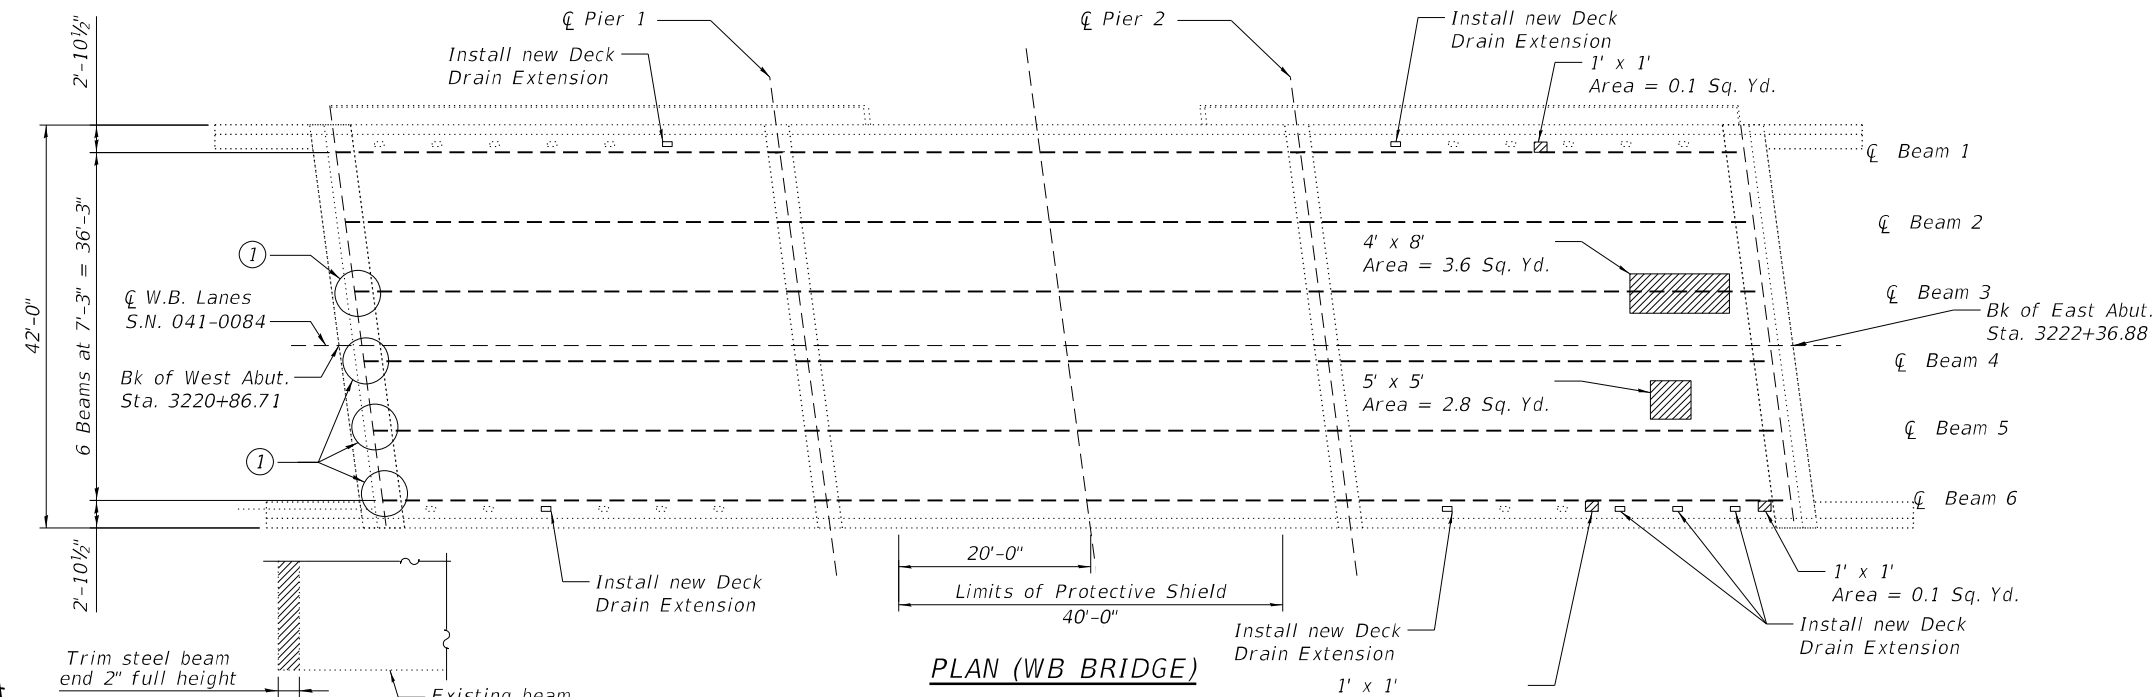 ℄ Pier 1
℄ Pier 2
Install new Deck
Drain Extension
Install new Deck
Drain Extension
1' x 1'
Area = 0.1 Sq. Yd.
2'-10½"
℄ Beam 1
℄ Beam 2
4' x 8'
Area = 3.6 Sq. Yd.
1
℄ W.B. Lanes
S.N. 041-0084
℄ Beam 3
Bk of East Abut.
Sta. 3222+36.88
42'-0"
6 Beams at 7'-3" = 36'-3"
℄ Beam 4
Bk of West Abut.
Sta. 3220+86.71
5' x 5'
Area = 2.8 Sq. Yd.
℄ Beam 5
1
℄ Beam 6
2'-10½"
20'-0"
Limits of Protective Shield
40'-0"
Install new Deck
Drain Extension
1' x 1'
Area = 0.1 Sq. Yd.
Install new Deck
Drain Extension
Install new Deck
Drain Extension
Trim steel beam
end 2" full height
Existing beam
PLAN (WB BRIDGE)
1' x 1'